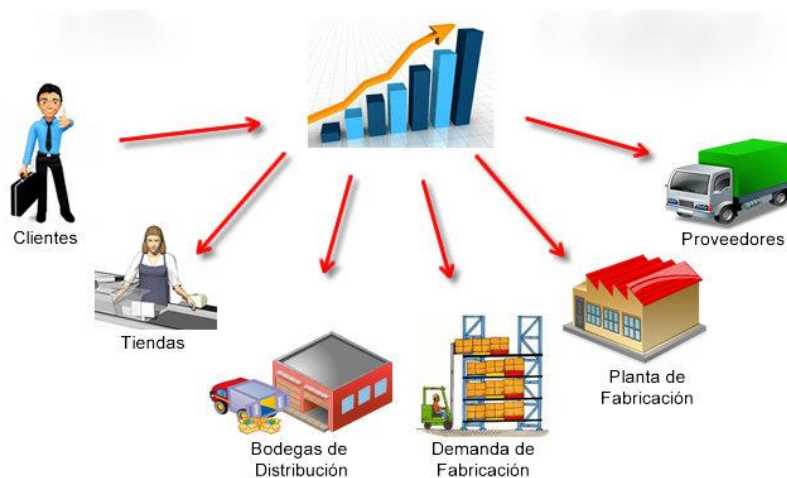 Clientes
Tiendas
Bodegas de
Distribución
Demanda de
Fabricación
Planta de
Fabricación
Proveedores